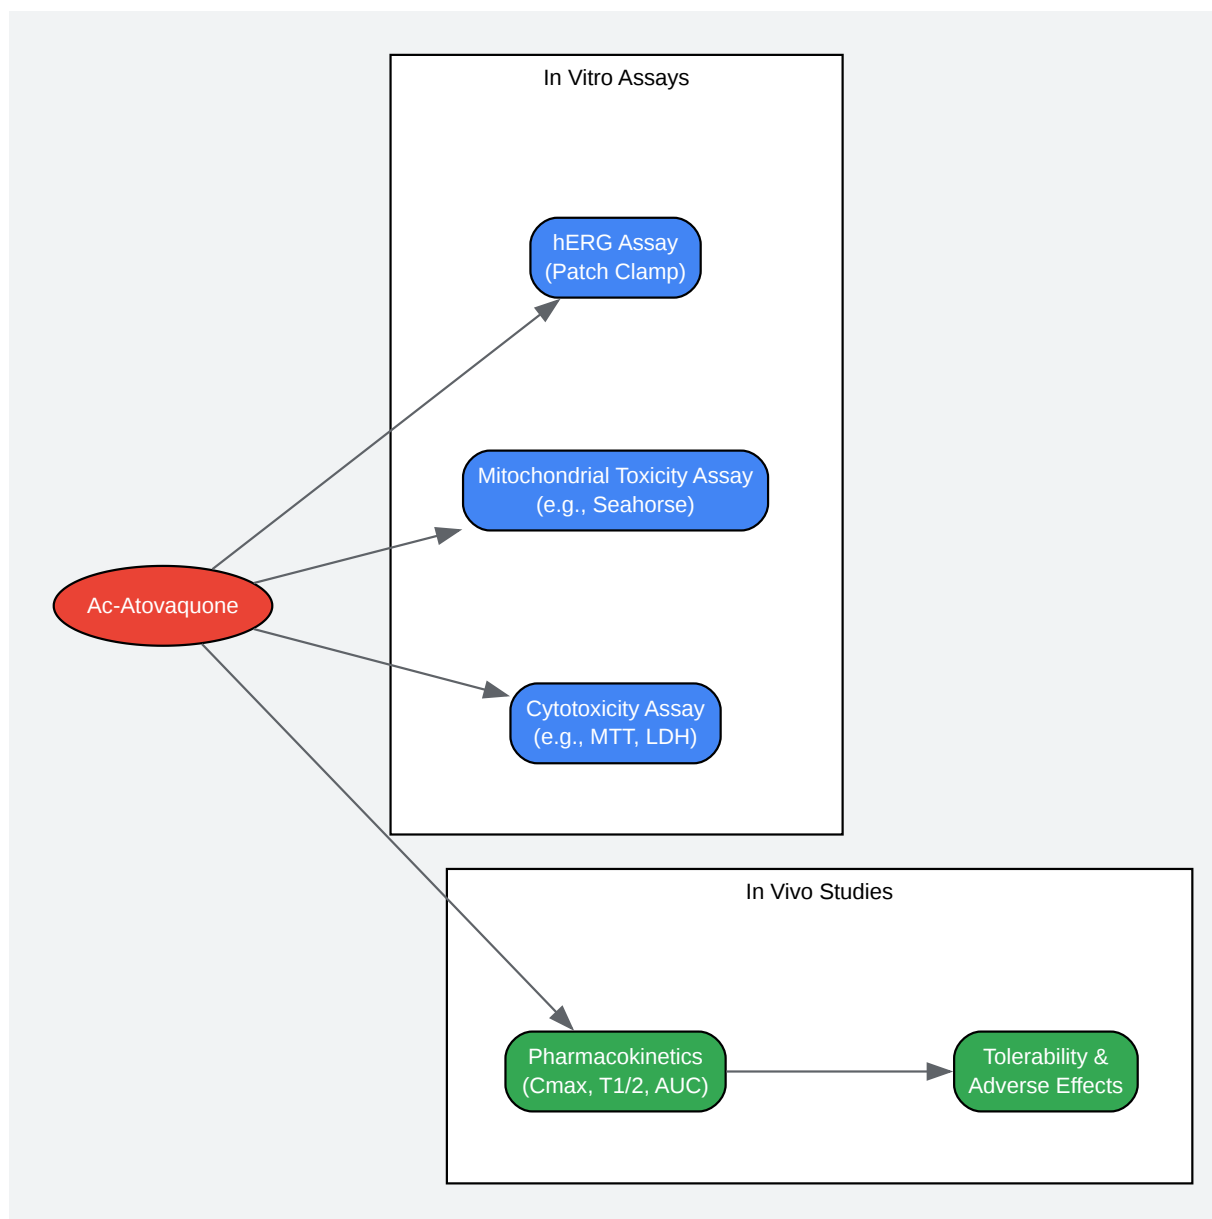 In Vitro Assays
hERG Assay
(Patch Clamp)
Mitochondrial Toxicity Assay
(e.g., Seahorse)
Ac-Atovaquone
Cytotoxicity Assay
(e.g., MTT, LDH)
In Vivo Studies
Pharmacokinetics
(Cmax, T1/2, AUC)
Tolerability &
Adverse Effects